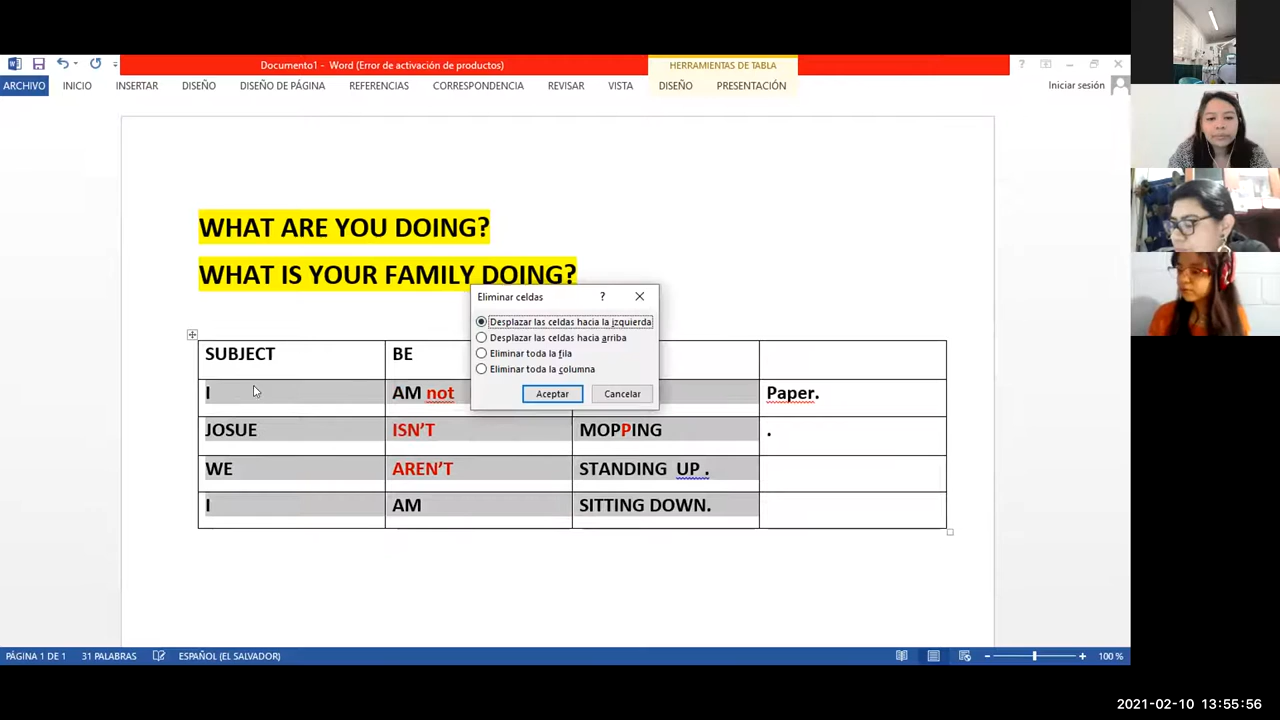 Documento1 - Word (Error de activación de productos)
HERRAMIENTAS DE TABLA
?
ARCHIVO INICIO INSERTAR DISEÑO DISEÑO DE PÁGINA REFERENCIAS CORRESPONDENCIA REVISAR VISTA DISEÑO PRESENTACIÓN Iniciar sesión
WHAT ARE YOU DOING?
WHAT IS YOUR FAMILY DOING?
Eliminar celdas ?
Desplazar las celdas hacia la izquierda
Desplazar las celdas hacia arriba
Eliminar toda la fila
Eliminar toda la columna
Aceptar Cancelar
SUBJECT BE
I AM not Paper.
JOSUE ISN'T MOPPING .
WE AREN'T STANDING UP .
I AM SITTING DOWN.
PÁGINA 1 DE 1 31 PALABRAS ESPAÑOL (EL SALVADOR) 100 %
2021-02-10 13:55:56